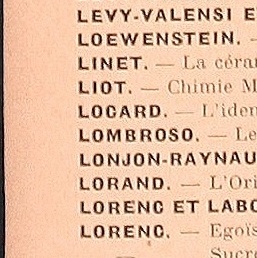 LEVY-VALENSI E
LOEWENSTEIN. —
LINET. — La céra
LIOT. — Chimie M
LOCARD. — L'iden
LOMBROSO. — Le
LONJON-RAYNAU
LORAND. — L'Ori
LORENC ET LABO
LORENC. — Egoïs
Sucre